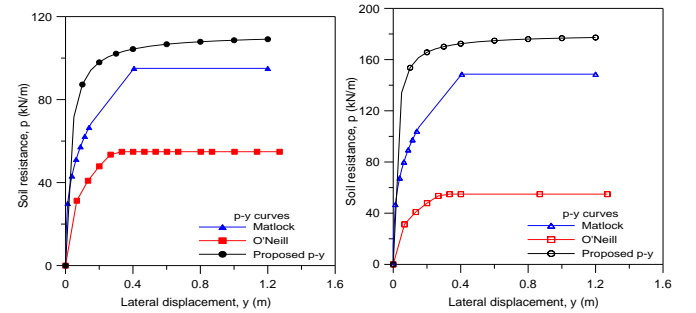 120
80
40
0
Soil resistance, p (kN/m)
0 0.4 0.8 1.2 1.6
Lateral displacement, y (m)
p-y curves
Matlock
O'Neill
Proposed p-y
200
160
120
80
40
0
Soil resistance, p (kN/m)
0 0.4 0.8 1.2 1.6
Lateral displacement, y (m)
p-y curves
Matlock
O'Neill
Proposed p-y